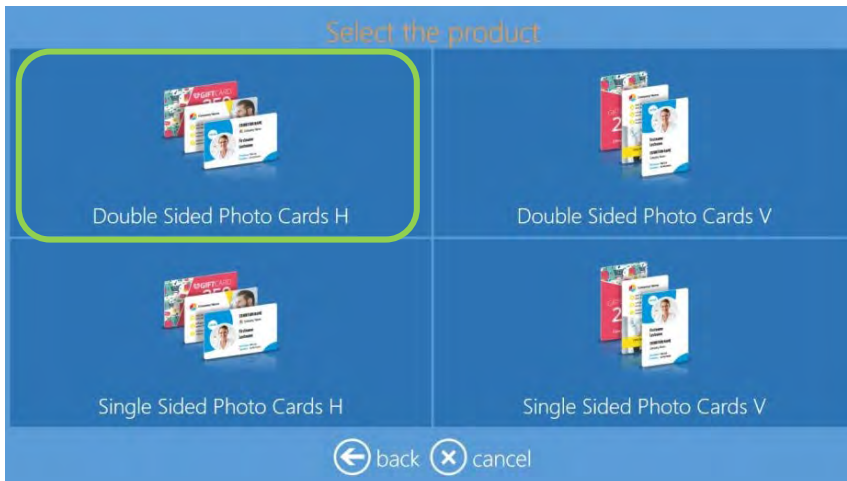 Select the product
Double Sided Photo Cards H
Double Sided Photo Cards V
Single Sided Photo Cards H
Single Sided Photo Cards V
back cancel